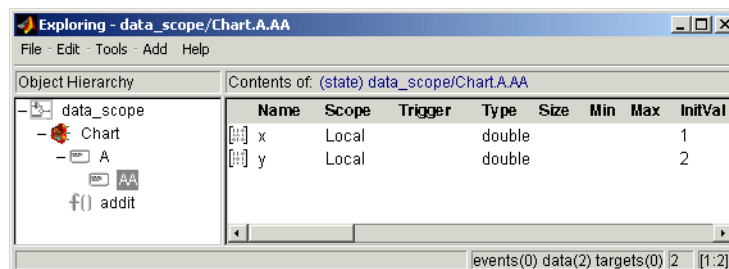 Exploring - data_scope/Chart.A.AA
File Edit Tools Add Help
Object Hierarchy
Contents of: (state) data_scope/Chart.A.AA
data_scope
Chart
A
AA
f() addit
Name Scope Trigger Type Size Min Max InitVal
x Local double 1
y Local double 2
events(0) data(2) targets(0) 2 [1:2]